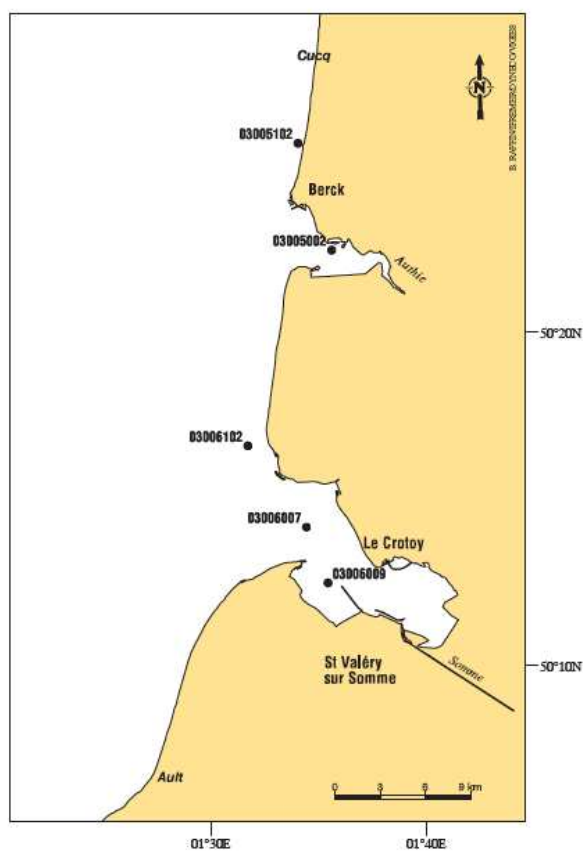 Cucq
N
03005102
Berck
03005002
Authie
50°20N
03006102
03006007
Le Crotoy
03006009
St Valéry
sur Somme
Somme
50°10N
Ault
0 3 6 9 km
01°30E 01°40E